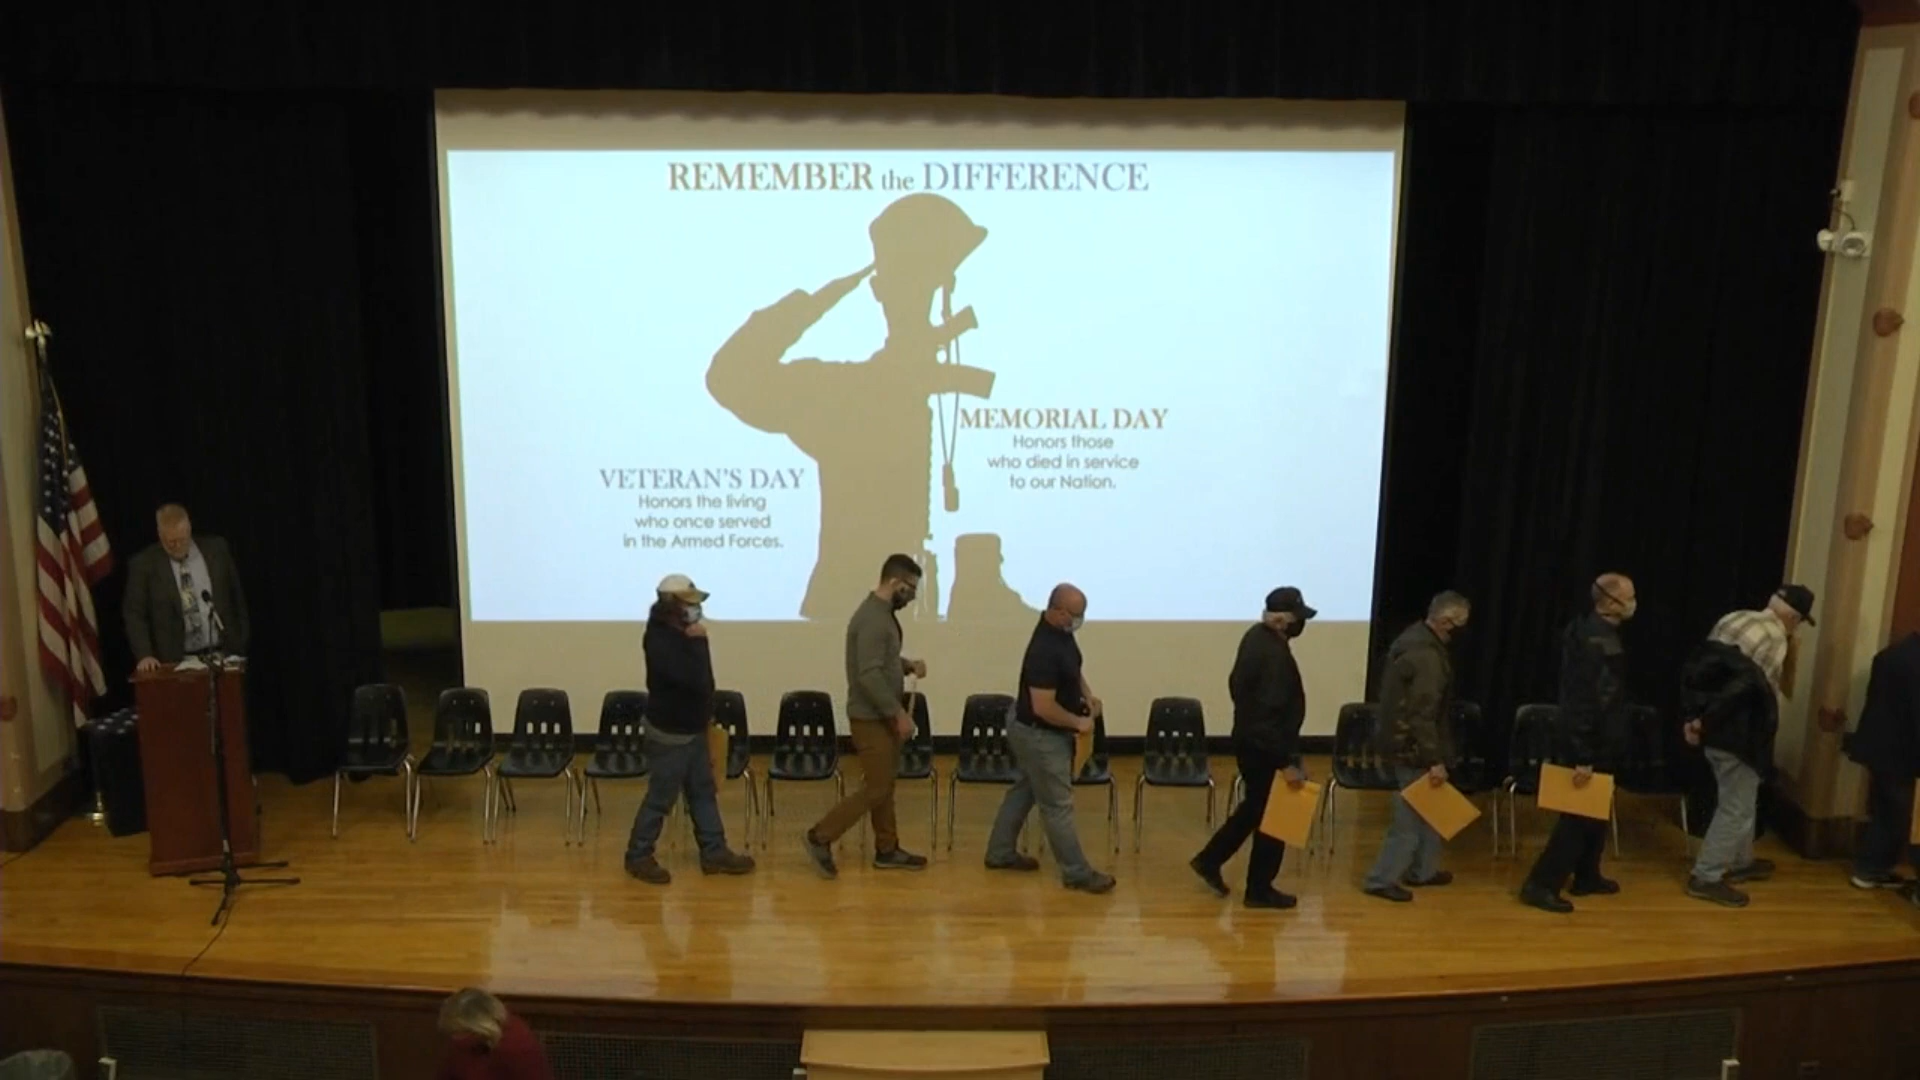 REMEMBER the DIFFERENCE
MEMORIAL DAY
Honors those
who died in service
to our Nation.
VETERAN'S DAY
Honors the living
who once served
in the Armed Forces.